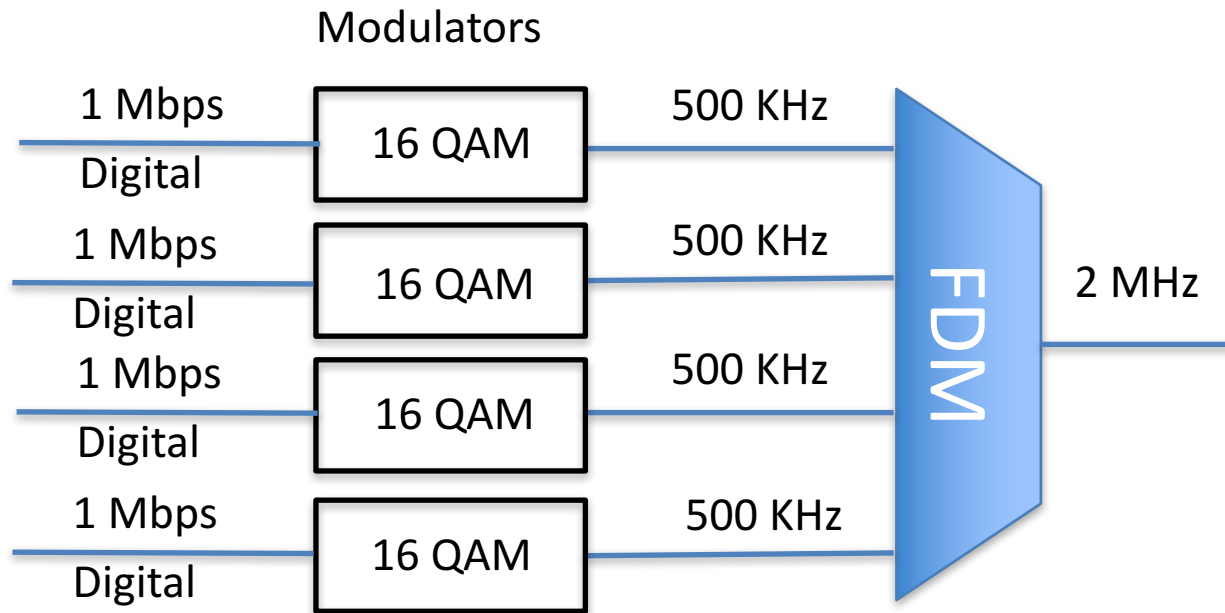 Modulators
1 Mbps
Digital
16 QAM
500 KHz
1 Mbps
Digital
16 QAM
500 KHz
1 Mbps
Digital
16 QAM
500 KHz
1 Mbps
Digital
16 QAM
500 KHz
FDM
2 MHz